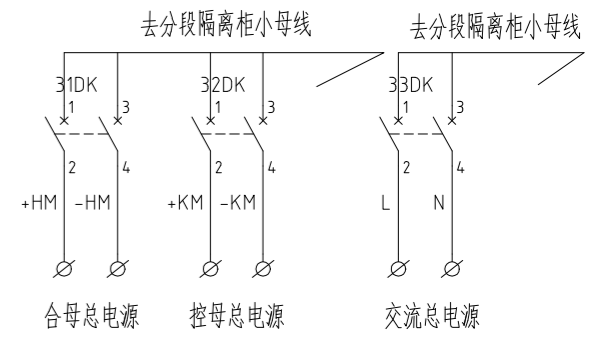 去分段隔离柜小母线 去分段隔离柜小母线
31DK 32DK 33DK
1 3 1 3 1 3
2 4 2 4 2 4
+HM -HM +KM -KM L N
合母总电源 控母总电源 交流总电源